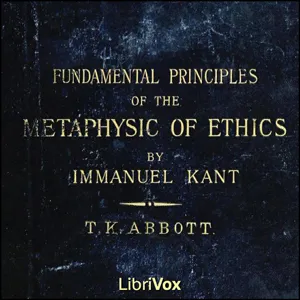 FUNDAMENTAL PRINCIPLES
OF THE
METAPHYSIC OF ETHICS
BY
IMMANUEL KANT
T. K. ABBOTT.
LibriVox